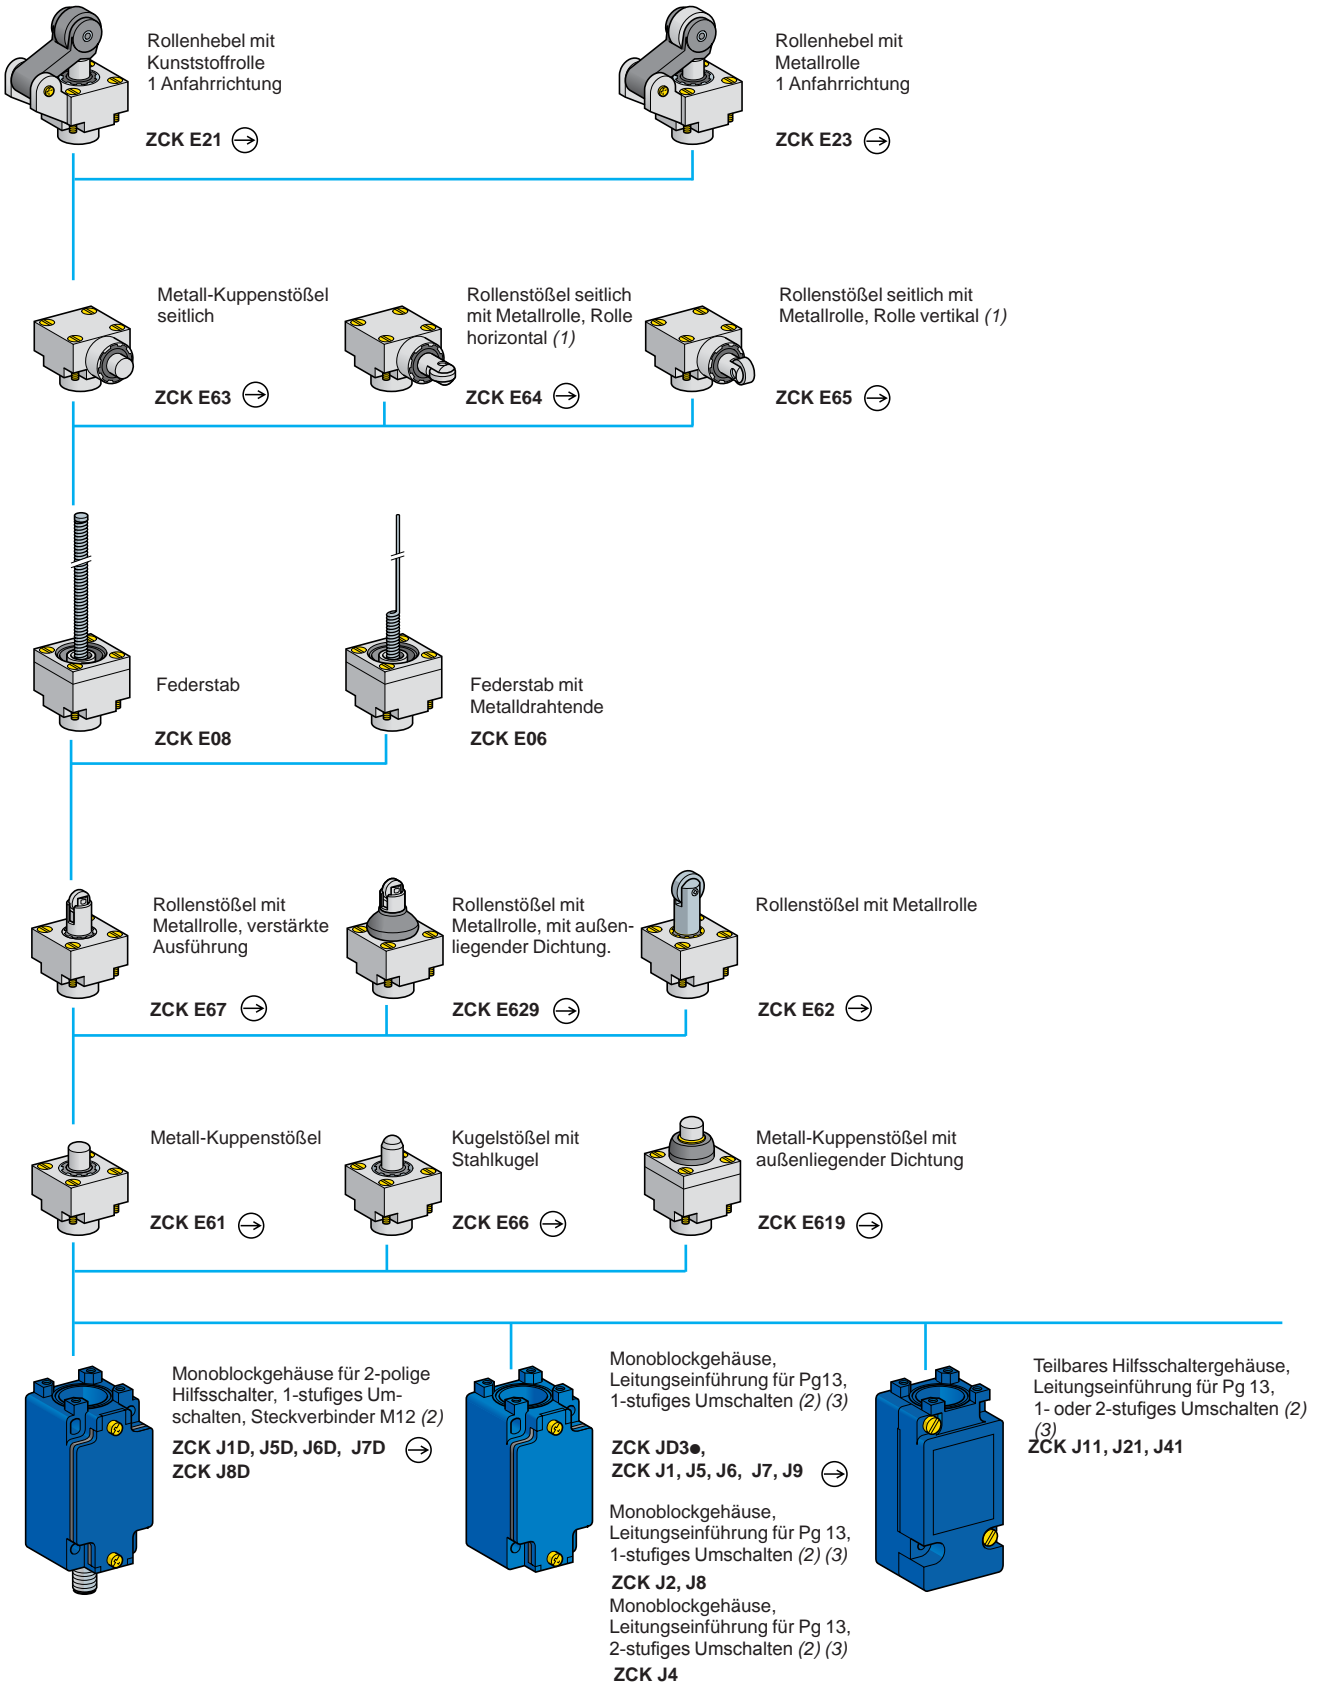 Rollenhebel mit
Kunststoffrolle
1 Anfahrrichtung
ZCK E21
Rollenhebel mit
Metallrolle
1 Anfahrrichtung
ZCK E23
Metall-Kuppenstößel
seitlich
ZCK E63
Rollenstößel seitlich
mit Metallrolle, Rolle
horizontal (1)
ZCK E64
Rollenstößel seitlich mit
Metallrolle, Rolle vertikal (1)
ZCK E65
Federstab
ZCK E08
Federstab mit
Metalldrahtende
ZCK E06
Rollenstößel mit
Metallrolle, verstärkte
Ausführung
ZCK E67
Rollenstößel mit
Metallrolle, mit außen-
liegender Dichtung.
ZCK E629
Rollenstößel mit Metallrolle
ZCK E62
Metall-Kuppenstößel
ZCK E61
Kugelstößel mit
Stahlkugel
ZCK E66
Metall-Kuppenstößel mit
außenliegender Dichtung
ZCK E619
Monoblockgehäuse für 2-polige
Hilfsschalter, 1-stufiges Um-
schalten, Steckverbinder M12 (2)
ZCK J1D, J5D, J6D, J7D
ZCK J8D
Monoblockgehäuse,
Leitungseinführung für Pg13,
1-stufiges Umschalten (2) (3)
ZCK JD3●,
ZCK J1, J5, J6, J7, J9
Monoblockgehäuse,
Leitungseinführung für Pg 13,
1-stufiges Umschalten (2) (3)
ZCK J2, J8
Monoblockgehäuse,
Leitungseinführung für Pg 13,
2-stufiges Umschalten (2) (3)
ZCK J4
Teilbares Hilfsschaltergehäuse,
Leitungseinführung für Pg 13,
1- oder 2-stufiges Umschalten (2)
(3)
ZCK J11, J21, J41